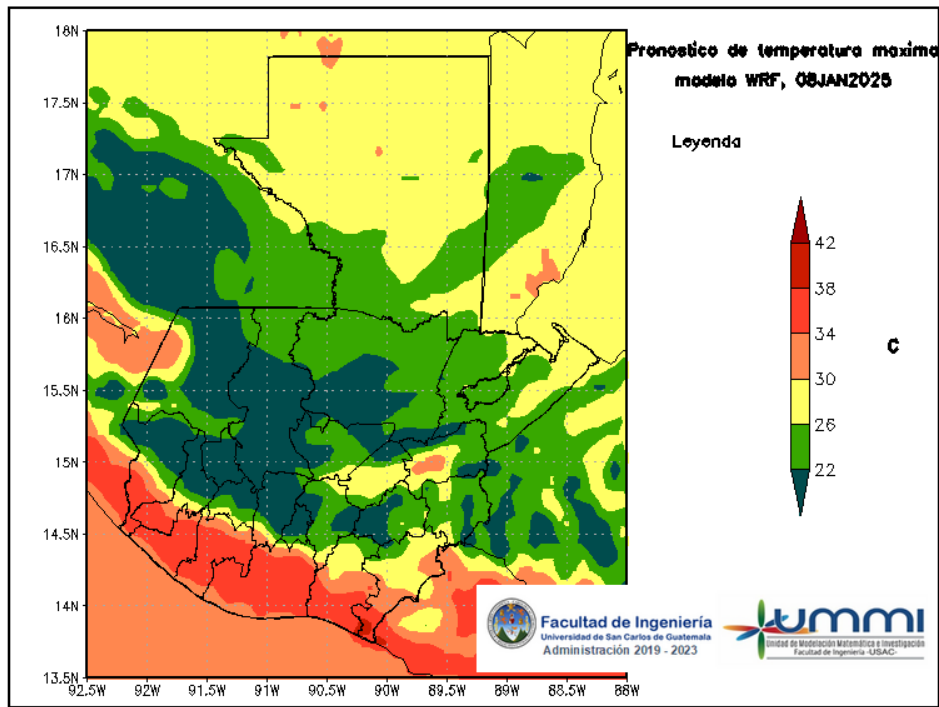 Pronostico de temperatura maxima
modelo WRF, 08JAN2025
Leyenda
18N
17.5N
17N
16.5N
16N
15.5N
15N
14.5N
14N
13.5N
92.5W 92W 91.5W 91W 90.5W 90W 89.5W 89W 88.5W 88W
42
38
34
30
26
22
C
Facultad de Ingeniería
Universidad de San Carlos de Guatemala
Administración 2019 - 2023
UMMI
Unidad de Modelación Matemática e Investigación
Facultad de Ingeniería -USAC-